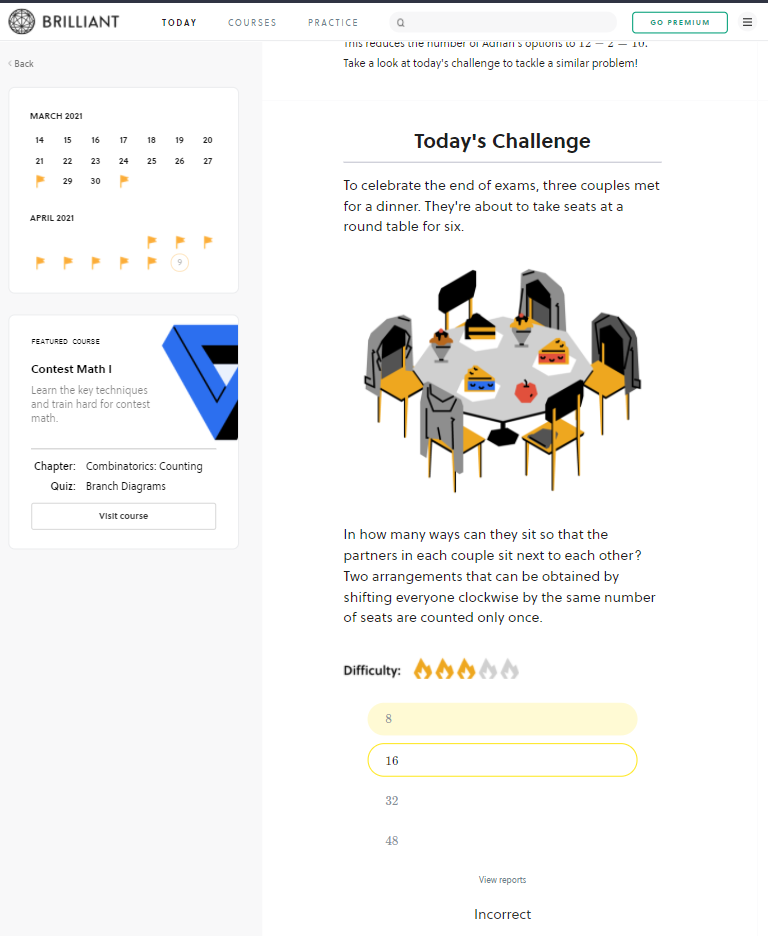 BRILLIANT
TODAY
COURSES
PRACTICE
GO PREMIUM
Back
MARCH 2021
14 15 16 17 18 19 20
21 22 23 24 25 26 27
29 30
APRIL 2021
9
FEATURED COURSE
Contest Math I
Learn the key techniques
and train hard for contest
math.
Chapter: Combinatorics: Counting
Quiz: Branch Diagrams
Visit course
This reduces the number of Adrian's options to 12 − 2 = 10.
Take a look at today's challenge to tackle a similar problem!
Today's Challenge
To celebrate the end of exams, three couples met
for a dinner. They're about to take seats at a
round table for six.
In how many ways can they sit so that the
partners in each couple sit next to each other?
Two arrangements that can be obtained by
shifting everyone clockwise by the same number
of seats are counted only once.
Difficulty:
8
16
32
48
View reports
Incorrect